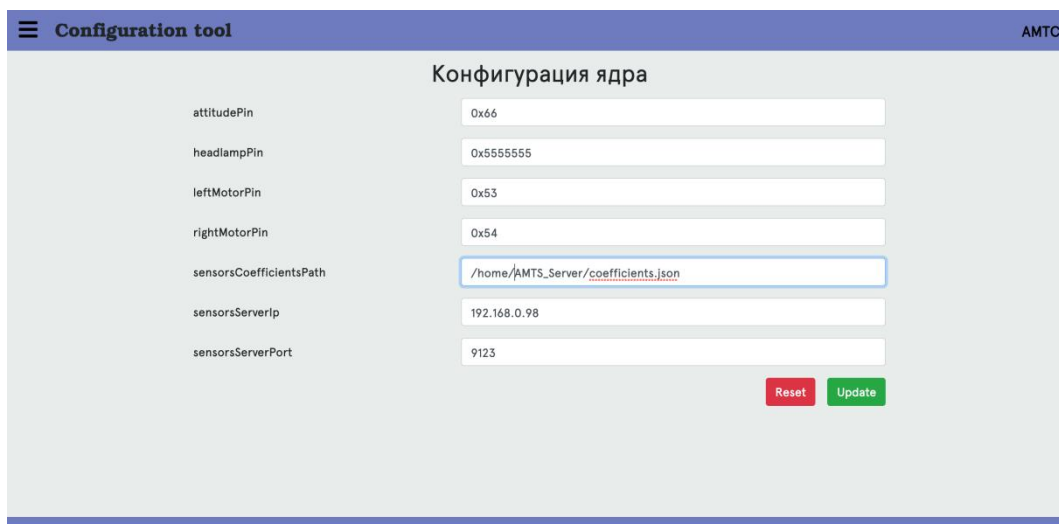 Configuration tool AMTC
Конфигурация ядра
attitudePin 0x66
headlampPin 0x5555555
leftMotorPin 0x53
rightMotorPin 0x54
sensorsCoefficientsPath /home/AMTS_Server/coefficients.json
sensorsServerIp 192.168.0.98
sensorsServerPort 9123
Reset Update